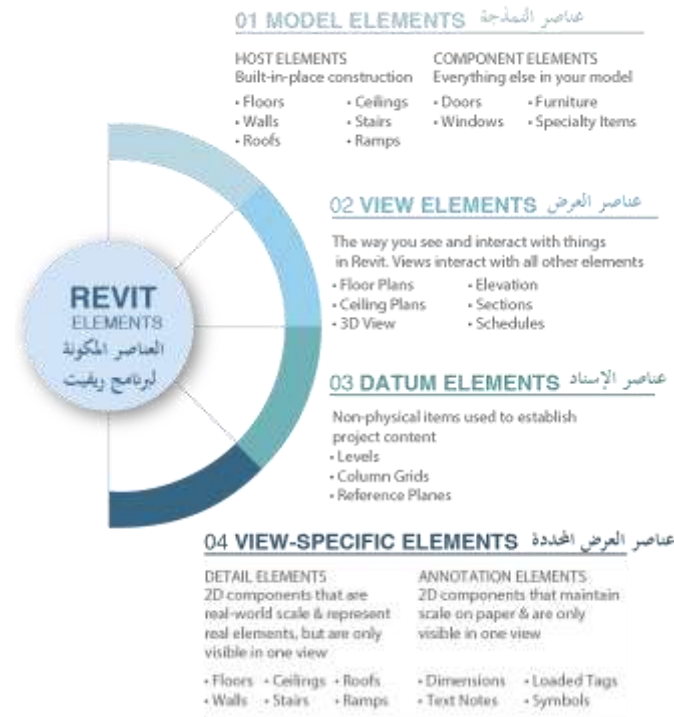 01 MODEL ELEMENTS عناصر النمذجة
HOST ELEMENTS
Built-in-place construction
• Floors
• Walls
• Roofs
• Ceilings
• Stairs
• Ramps
COMPONENT ELEMENTS
Everything else in your model
• Doors
• Windows
• Furniture
• Specialty Items
REVIT
ELEMENTS
العناصر المكونة
لبرنامج ريفيت
02 VIEW ELEMENTS عناصر العرض
The way you see and interact with things
in Revit. Views interact with all other elements
• Floor Plans
• Ceiling Plans
• 3D View
• Elevation
• Sections
• Schedules
03 DATUM ELEMENTS عناصر الإسناد
Non-physical items used to establish
project content
• Levels
• Column Grids
• Reference Planes
04 VIEW-SPECIFIC ELEMENTS عناصر العرض المحددة
DETAIL ELEMENTS
2D components that are
real-world scale & represent
real elements, but are only
visible in one view
• Floors • Ceilings • Roofs
• Walls • Stairs • Ramps
ANNOTATION ELEMENTS
2D components that maintain
scale on paper & are only
visible in one view
• Dimensions • Loaded Tags
• Text Notes • Symbols